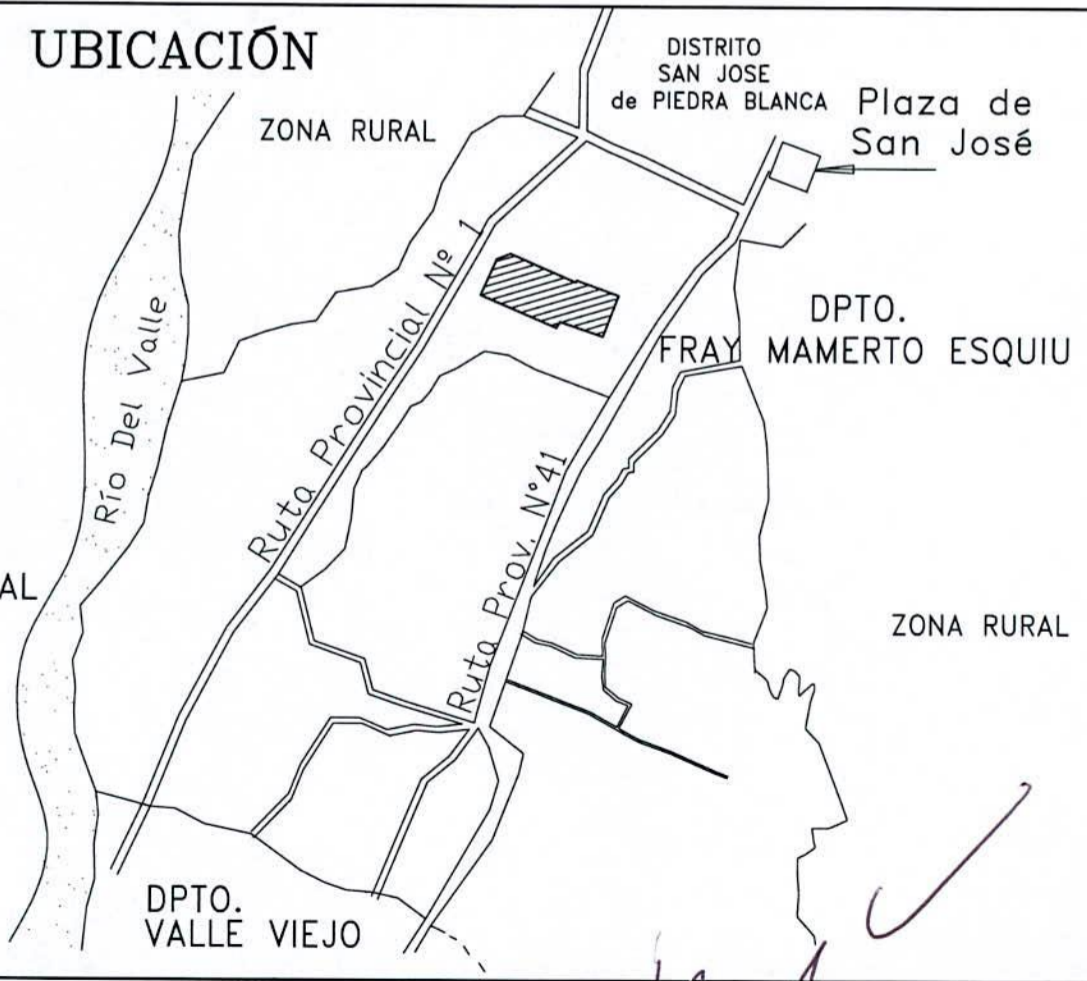 UBICACIÓN
DISTRITO
SAN JOSE
de PIEDRA BLANCA
Plaza de
San José
ZONA RURAL
Río Del Valle
Ruta Provincial Nº 1
DPTO.
FRAY MAMERTO ESQUIU
Ruta Prov. N°41
AL
ZONA RURAL
DPTO.
VALLE VIEJO